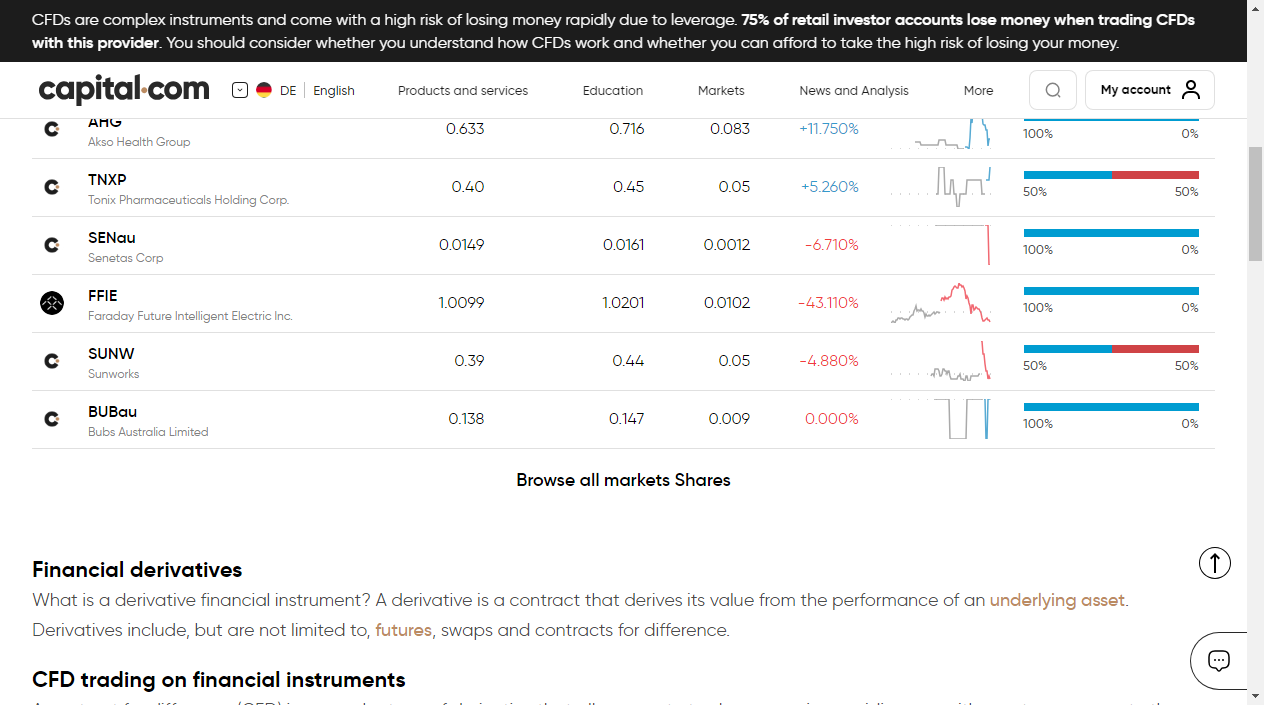 CFDs are complex instruments and come with a high risk of losing money rapidly due to leverage. 75% of retail investor accounts lose money when trading CFDs
with this provider. You should consider whether you understand how CFDs work and whether you can afford to take the high risk of losing your money.
capital.com DE English Products and services Education Markets News and Analysis More My account
AHG 0.633 0.716 0.083 +11.750%
Akso Health Group 100% 0%
TNXP 0.40 0.45 0.05 +5.260%
Tonix Pharmaceuticals Holding Corp. 50% 50%
SENau 0.0149 0.0161 0.0012 -6.710%
Senetas Corp 100% 0%
FFIE 1.0099 1.0201 0.0102 -43.110%
Faraday Future Intelligent Electric Inc. 100% 0%
SUNW 0.39 0.44 0.05 -4.880%
Sunworks 50% 50%
BUBau 0.138 0.147 0.009 0.000%
Bubs Australia Limited 100% 0%
Browse all markets Shares
Financial derivatives
What is a derivative financial instrument? A derivative is a contract that derives its value from the performance of an underlying asset.
Derivatives include, but are not limited to, futures, swaps and contracts for difference.
CFD trading on financial instruments